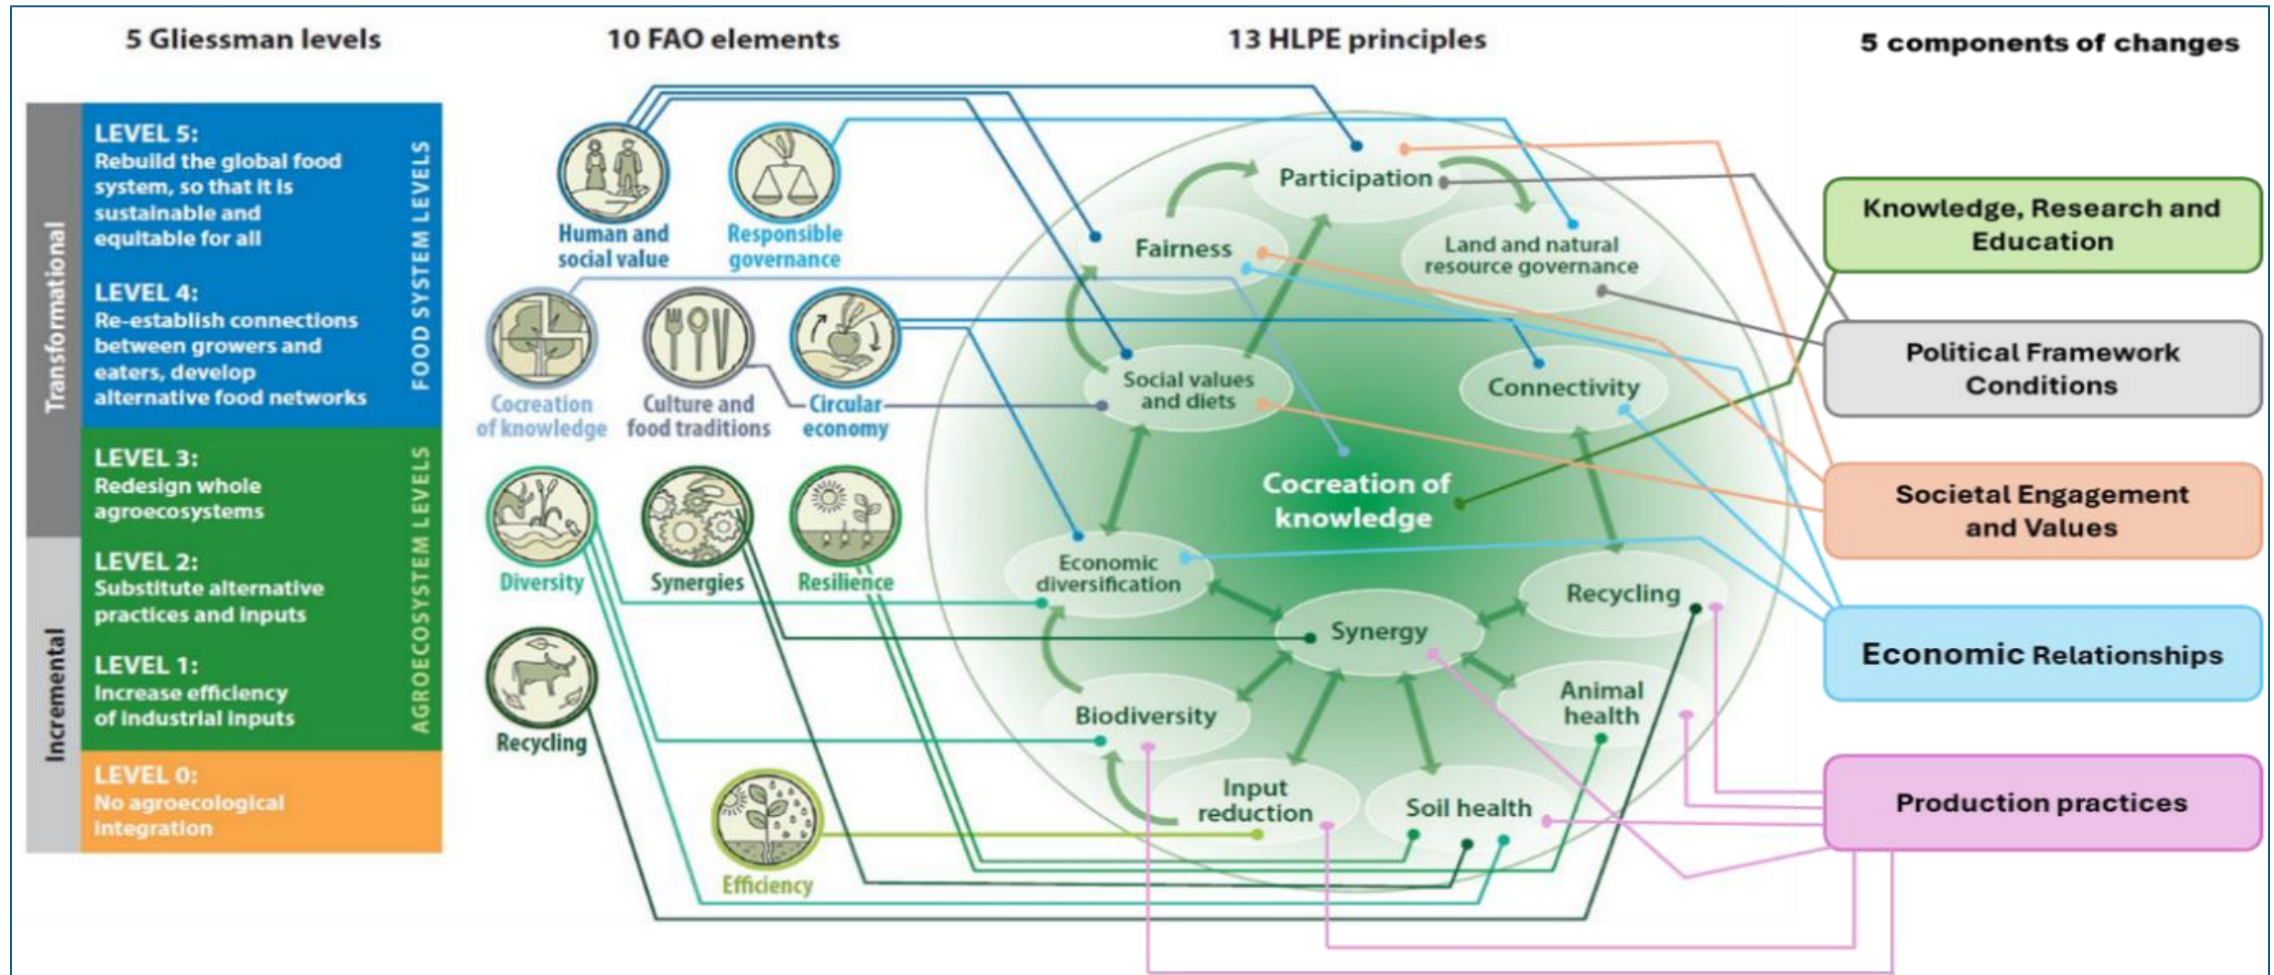 5 Gliessman levels
10 FAO elements
13 HLPE principles
5 components of changes
Transformational
Incremental
FOOD SYSTEM LEVELS
AGROECOSYSTEM LEVELS
LEVEL 5:
Rebuild the global food
system, so that it is
sustainable and
equitable for all
LEVEL 4:
Re-establish connections
between growers and
eaters, develop
alternative food networks
LEVEL 3:
Redesign whole
agroecosystems
LEVEL 2:
Substitute alternative
practices and inputs
LEVEL 1:
Increase efficiency
of industrial inputs
LEVEL 0:
No agroecological
integration
Human and
social value
Responsible
governance
Cocreation
of knowledge
Culture and
food traditions
Circular
economy
Diversity
Synergies
Resilience
Recycling
Efficiency
Participation
Fairness
Land and natural
resource governance
Social values
and diets
Connectivity
Cocreation of
knowledge
Economic
diversification
Recycling
Synergy
Animal
health
Biodiversity
Input
reduction
Soil health
Knowledge, Research and
Education
Political Framework
Conditions
Societal Engagement
and Values
Economic Relationships
Production practices